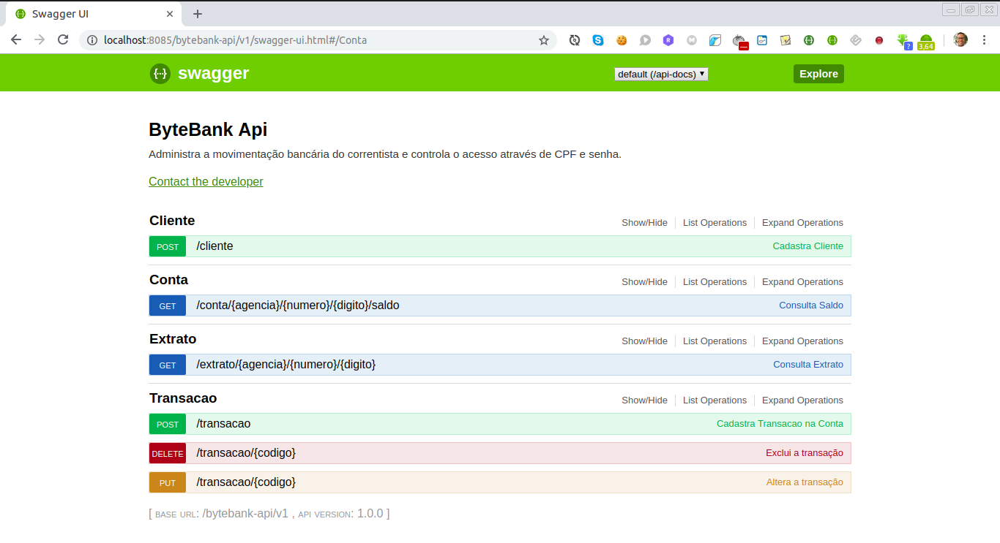 Swagger UI
localhost:8085/bytebank-api/v1/swagger-ui.html#/Conta
? 3,64
{··} swagger default (/api-docs) Explore
ByteBank Api
Administra a movimentação bancária do correntista e controla o acesso através de CPF e senha.
Contact the developer
Cliente Show/Hide List Operations Expand Operations
POST /cliente Cadastra Cliente
Conta Show/Hide List Operations Expand Operations
GET /conta/{agencia}/{numero}/{digito}/saldo Consulta Saldo
Extrato Show/Hide List Operations Expand Operations
GET /extrato/{agencia}/{numero}/{digito} Consulta Extrato
Transacao Show/Hide List Operations Expand Operations
POST /transacao Cadastra Transacao na Conta
DELETE /transacao/{codigo} Exclui a transação
PUT /transacao/{codigo} Altera a transação
[ BASE URL: /bytebank-api/v1 , API VERSION: 1.0.0 ]